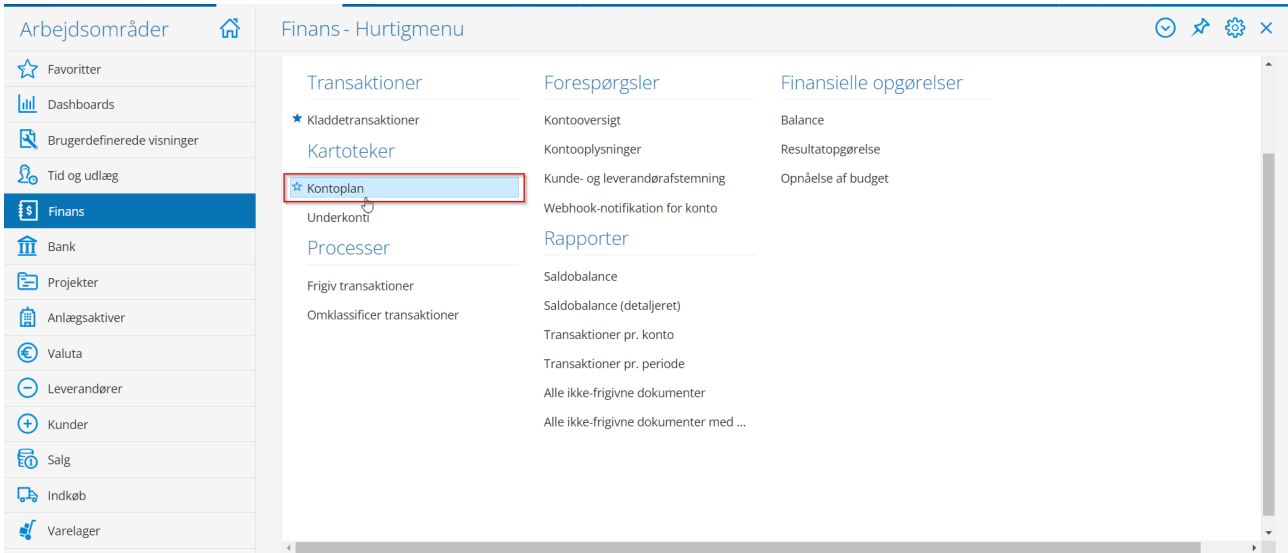 Arbejdsområder
Favoritter
Dashboards
Brugerdefinerede visninger
Tid og udlæg
Finans
Bank
Projekter
Anlægsaktiver
Valuta
Leverandører
Kunder
Salg
Indkøb
Varelager
Finans - Hurtigmenu
Transaktioner
Kladdetransaktioner
Kartoteker
Kontoplan
Underkonti
Processer
Frigiv transaktioner
Omklassificer transaktioner
Forespørgsler
Kontooversigt
Kontooplysninger
Kunde- og leverandørafstemning
Webhook-notifikation for konto
Rapporter
Saldobalance
Saldobalance (detaljeret)
Transaktioner pr. konto
Transaktioner pr. periode
Alle ikke-frigivne dokumenter
Alle ikke-frigivne dokumenter med ...
Finansielle opgørelser
Balance
Resultatopgørelse
Opnåelse af budget